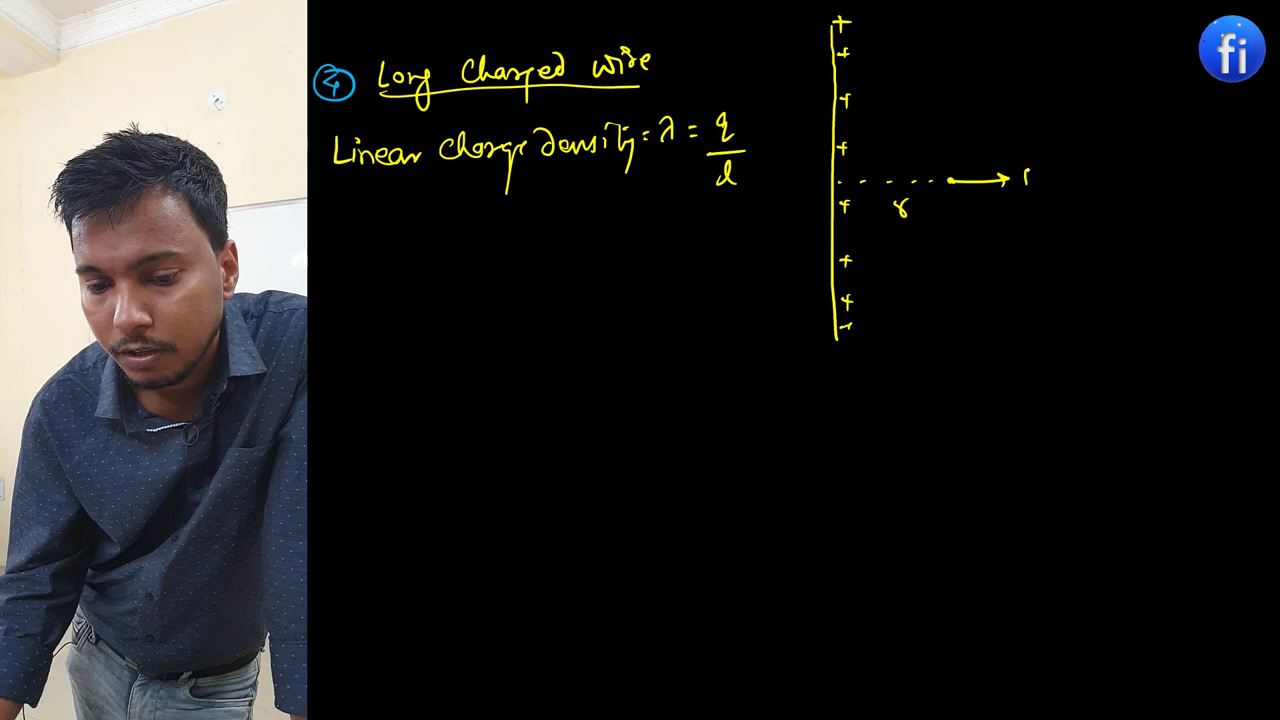 4 Long Charged wire
Linear charge density = λ = q
l
+
+
+
+
r
+
+
+
+
fi